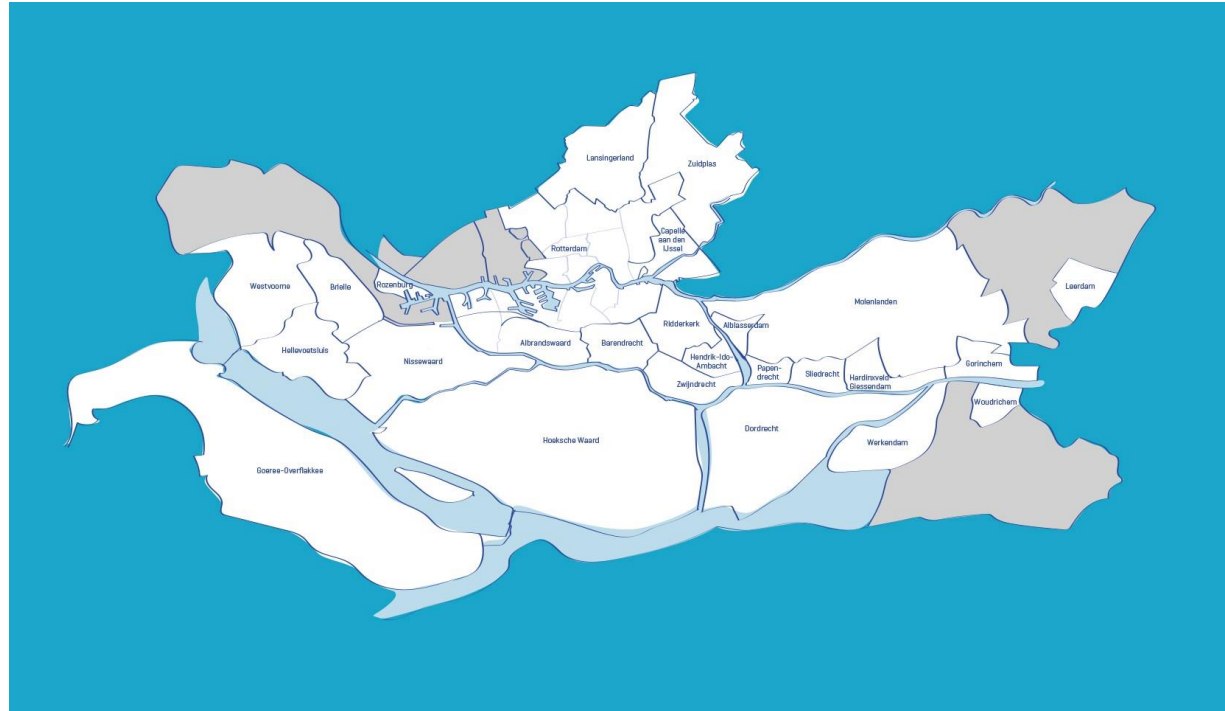 Lansingerland
Zuidplas
Capelle
aan den
IJssel
Rotterdam
Westvoorne
Brielle
Rozenburg
Leerdam
Molenlanden
Ridderkerk
Alblasserdam
Hellevoetsluis
Nissewaard
Albrandswaard
Barendrecht
Hendrik-Ido-
Ambacht
Zwijndrecht
Papen-
drecht
Sliedrecht
Hardinxveld-
Giessendam
Gorinchem
Woudrichem
Hoeksche Waard
Dordrecht
Werkendam
Goeree-Overflakkee